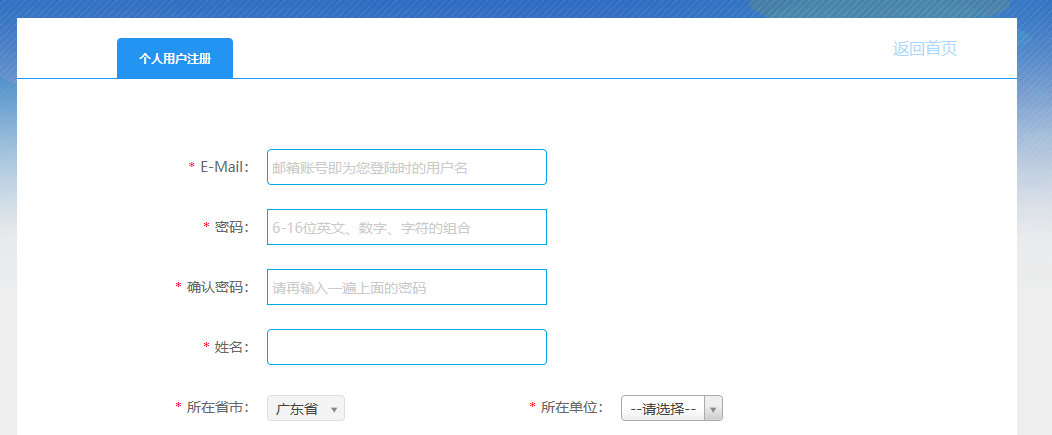 个人用户注册
返回首页
* E-Mail： 邮箱账号即为您登陆时的用户名
* 密码： 6-16位英文、数字、字符的组合
* 确认密码： 请再输入一遍上面的密码
* 姓名：
* 所在省市： 广东省 * 所在单位： --请选择--